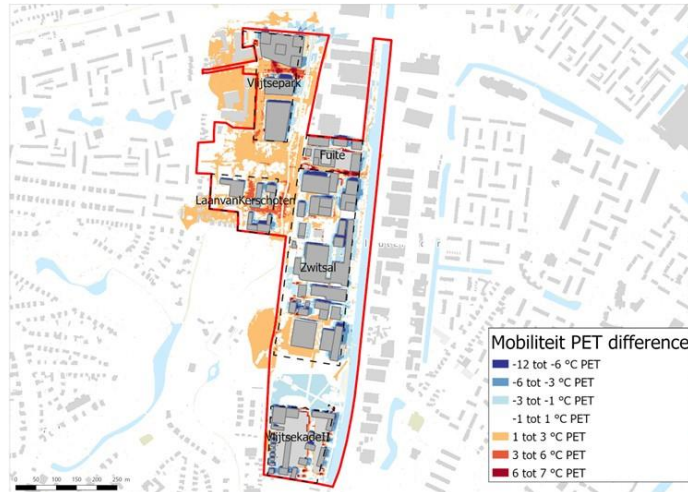 Vlijtsepark
Fuite
LaanvanKerschoten
Zwitsal
VlijtsekadeII
Mobiliteit PET difference
-12 tot -6 °C PET
-6 tot -3 °C PET
-3 tot -1 °C PET
-1 tot 1 °C PET
1 tot 3 °C PET
3 tot 6 °C PET
6 tot 7 °C PET
0 50 100 150 200 250 m